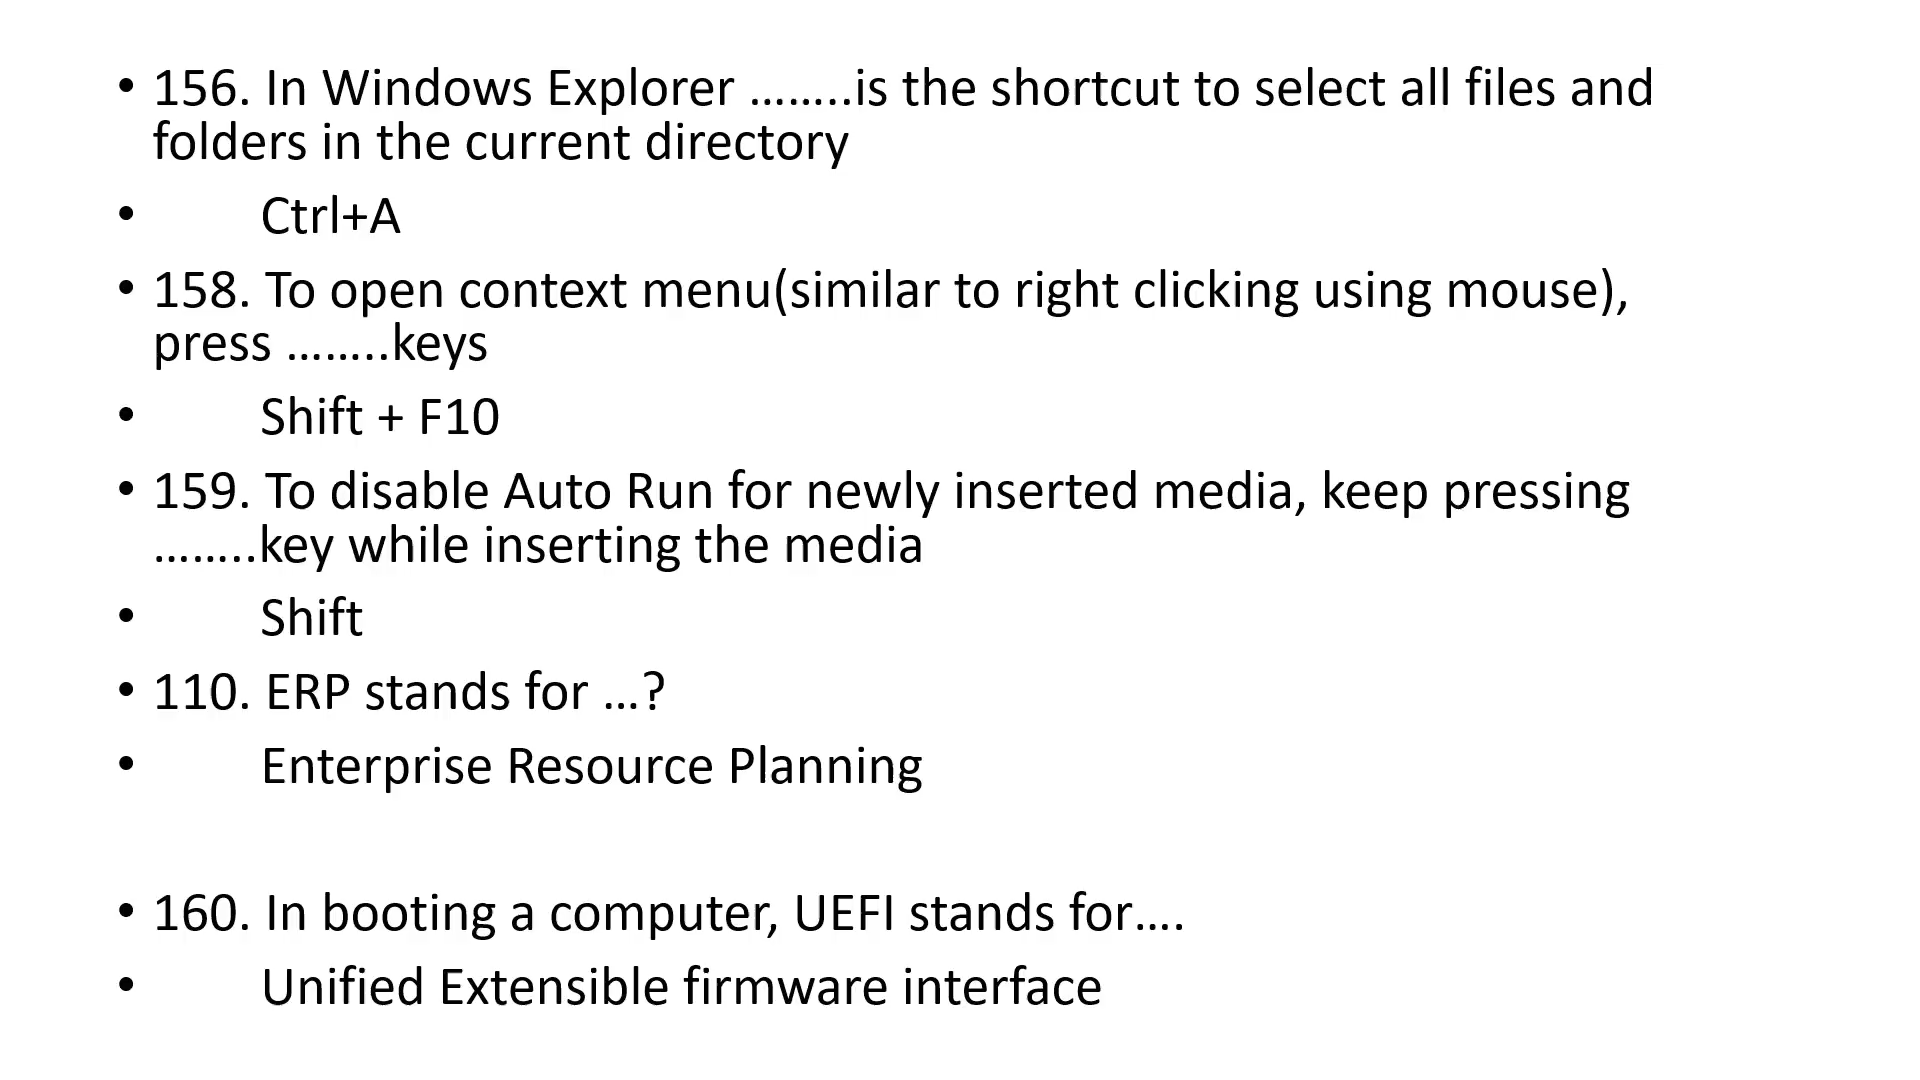 • 156. In Windows Explorer ……..is the shortcut to select all files and
folders in the current directory
• Ctrl+A
• 158. To open context menu(similar to right clicking using mouse),
press ……..keys
• Shift + F10
• 159. To disable Auto Run for newly inserted media, keep pressing
……..key while inserting the media
• Shift
• 110. ERP stands for …?
• Enterprise Resource Planning
• 160. In booting a computer, UEFI stands for….
• Unified Extensible firmware interface